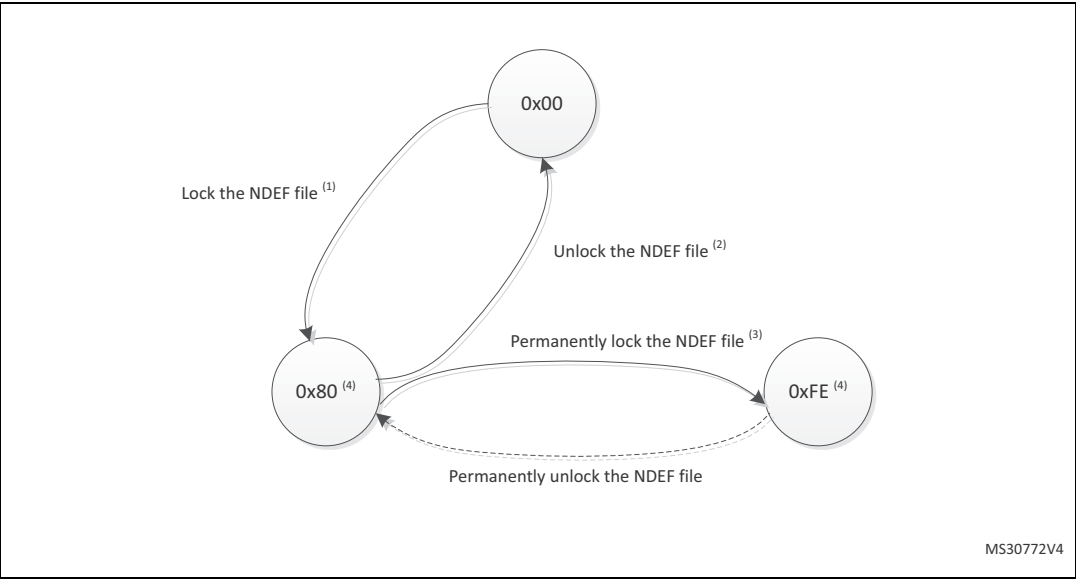 0x00
Lock the NDEF file (1)
Unlock the NDEF file (2)
Permanently lock the NDEF file (3)
0x80 (4)
0xFE (4)
Permanently unlock the NDEF file
MS30772V4